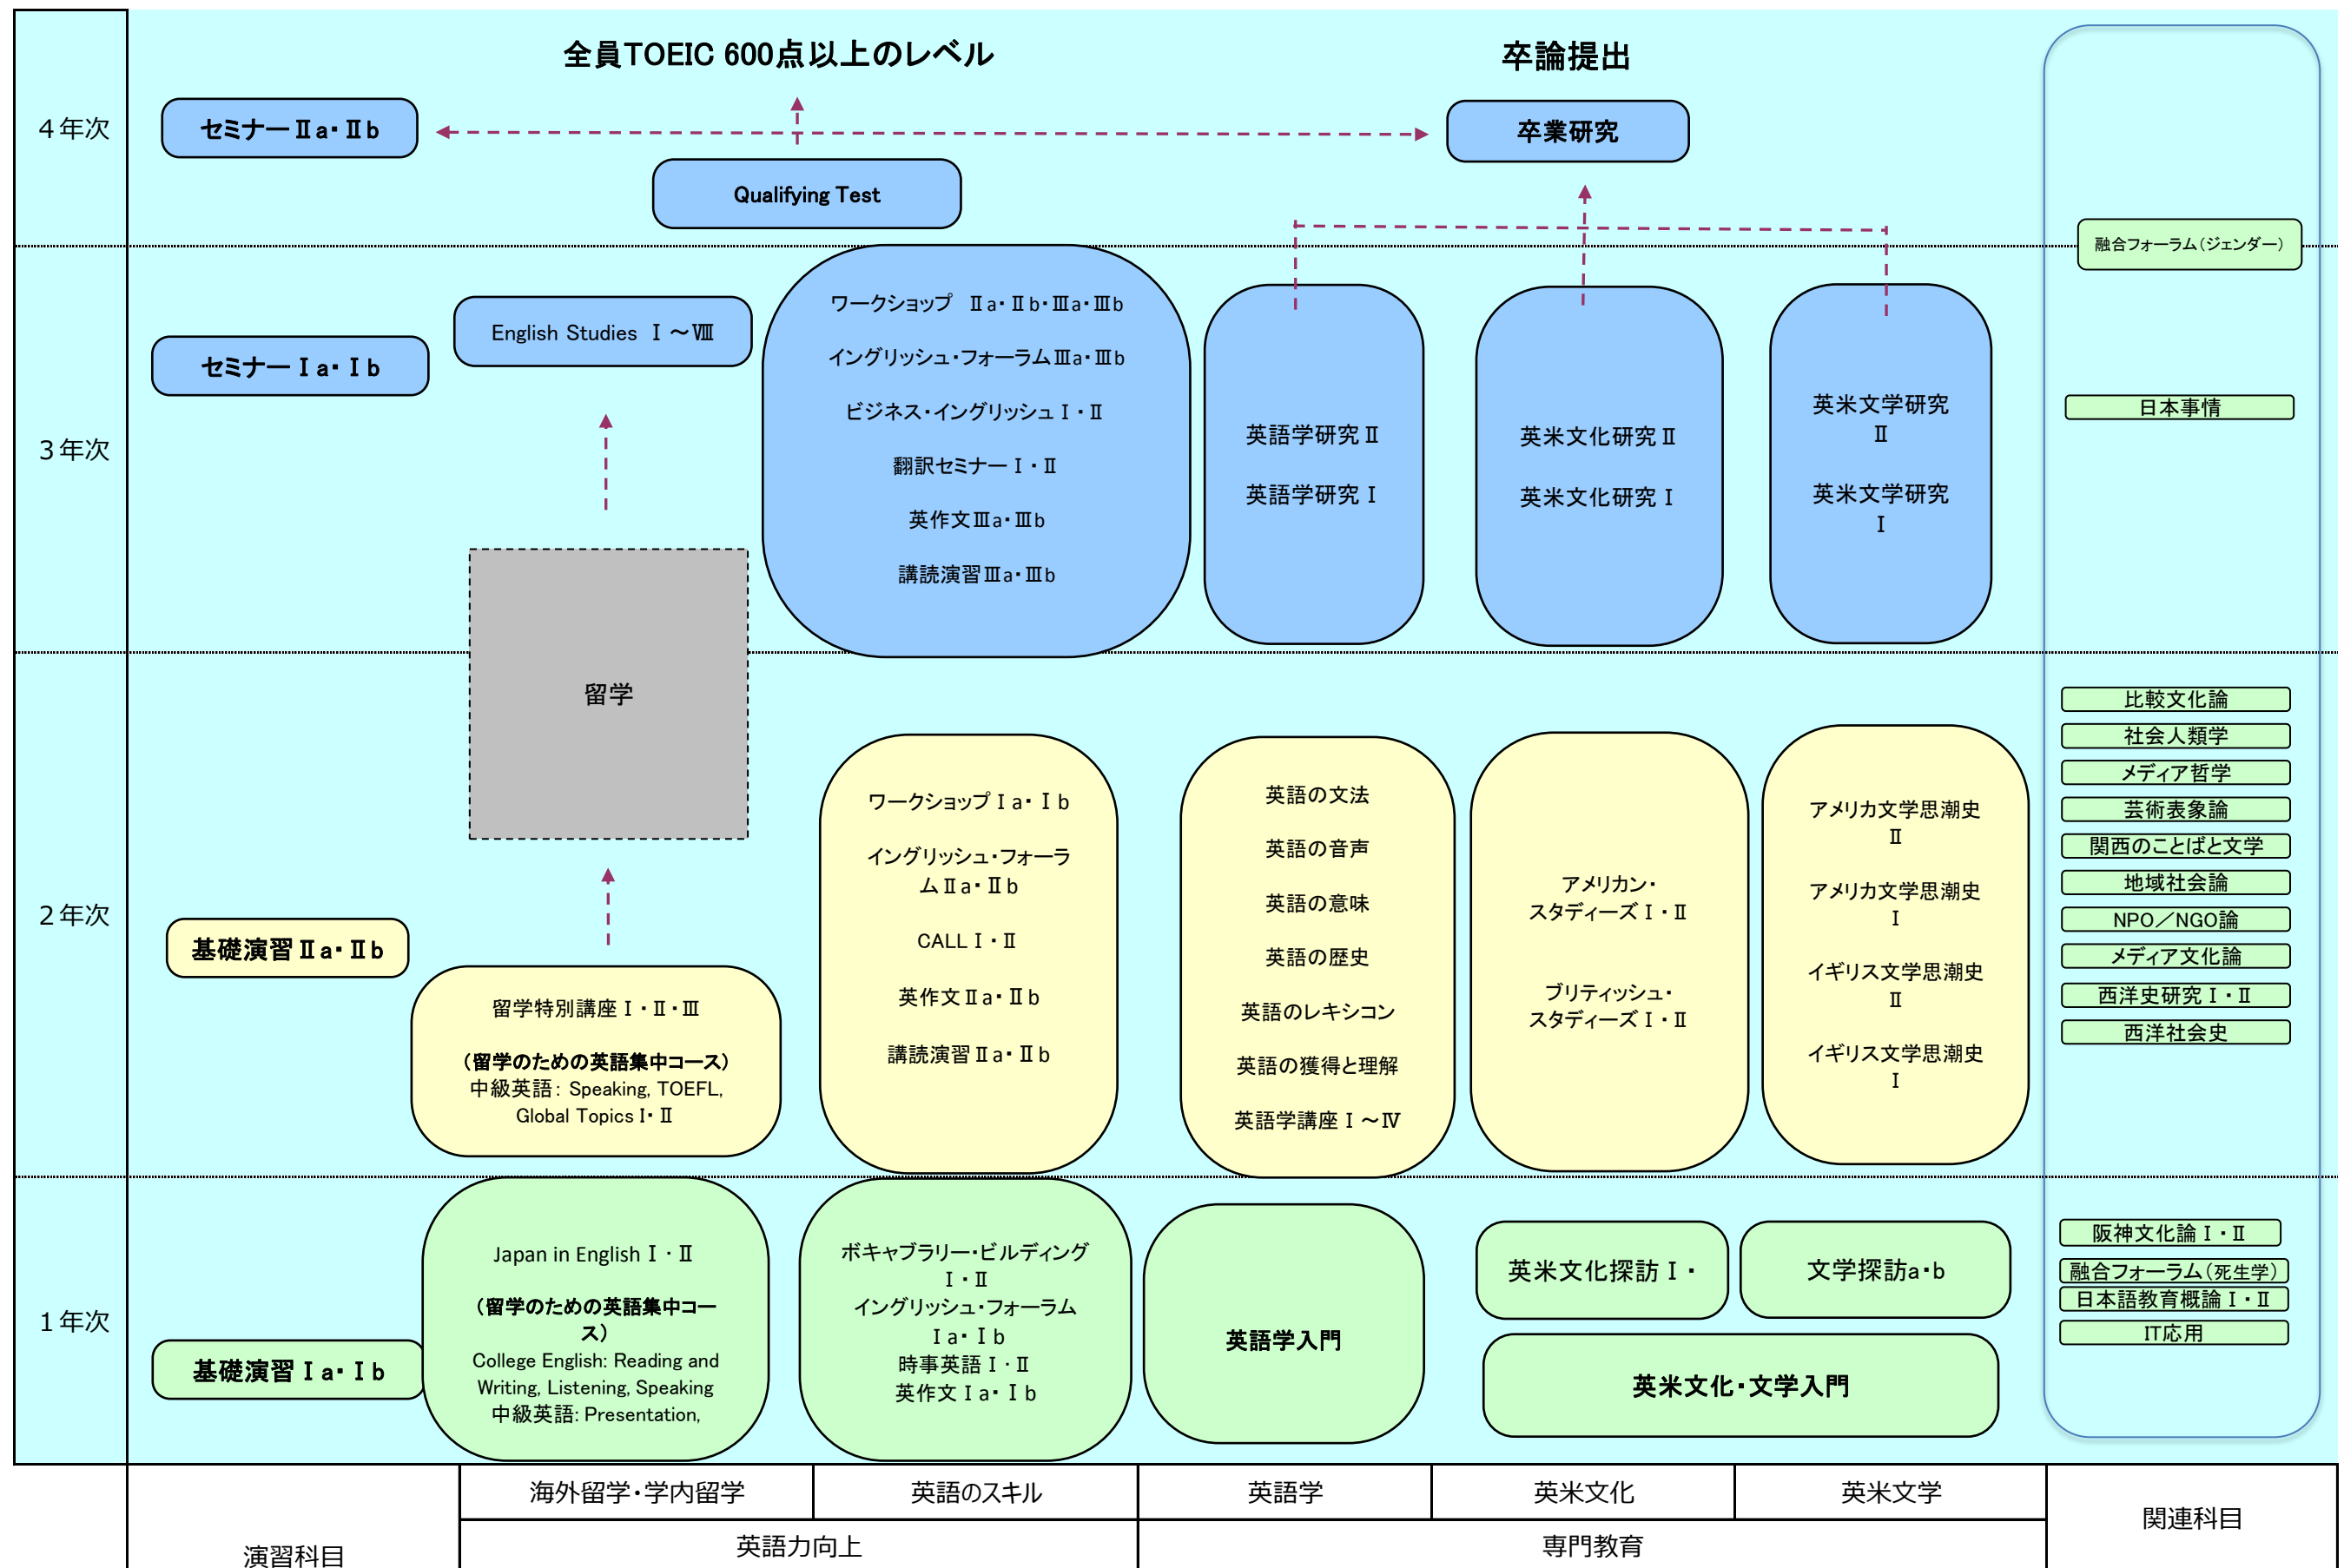 全員TOEIC 600点以上のレベル
卒論提出
４年次
セミナーⅡa・Ⅱb
卒業研究
Qualifying Test
融合フォーラム（ジェンダー）
３年次
セミナーⅠa・Ⅰb
English Studies Ⅰ～Ⅷ
ワークショップ Ⅱa・Ⅱb・Ⅲa・Ⅲb
イングリッシュ・フォーラムⅢa・Ⅲb
ビジネス・イングリッシュⅠ・Ⅱ
翻訳セミナーⅠ・Ⅱ
英作文Ⅲa・Ⅲb
講読演習Ⅲa・Ⅲb
英語学研究Ⅱ
英語学研究Ⅰ
英米文化研究Ⅱ
英米文化研究Ⅰ
英米文学研究
Ⅱ
英米文学研究
Ⅰ
日本事情
留学
２年次
基礎演習Ⅱa・Ⅱb
留学特別講座Ⅰ・Ⅱ・Ⅲ
（留学のための英語集中コース）
中級英語： Speaking, TOEFL,
Global Topics Ⅰ・Ⅱ
ワークショップⅠa・Ⅰb
イングリッシュ・フォーラ
ムⅡa・Ⅱb
CALLⅠ・Ⅱ
英作文Ⅱa・Ⅱb
講読演習Ⅱa・Ⅱb
英語の文法
英語の音声
英語の意味
英語の歴史
英語のレキシコン
英語の獲得と理解
英語学講座Ⅰ～Ⅳ
アメリカン・
スタディーズⅠ・Ⅱ
ブリティッシュ・
スタディーズⅠ・Ⅱ
アメリカ文学思潮史
Ⅱ
アメリカ文学思潮史
Ⅰ
イギリス文学思潮史
Ⅱ
イギリス文学思潮史
Ⅰ
比較文化論
社会人類学
メディア哲学
芸術表象論
関西のことばと文学
地域社会論
NPO／NGO論
メディア文化論
西洋史研究Ⅰ・Ⅱ
西洋社会史
１年次
基礎演習Ⅰa・Ⅰb
Japan in English Ⅰ・Ⅱ
（留学のための英語集中コー
ス）
College English: Reading and
Writing, Listening, Speaking
中級英語: Presentation,
ボキャブラリー・ビルディング
Ⅰ・Ⅱ
イングリッシュ・フォーラム
Ⅰa・Ⅰb
時事英語Ⅰ・Ⅱ
英作文Ⅰa・Ⅰb
英語学入門
英米文化探訪Ⅰ・
文学探訪a・b
英米文化・文学入門
阪神文化論Ⅰ・Ⅱ
融合フォーラム（死生学）
日本語教育概論Ⅰ・Ⅱ
IT応用
海外留学・学内留学
英語のスキル
英語学
英米文化
英米文学
関連科目
演習科目
英語力向上
専門教育